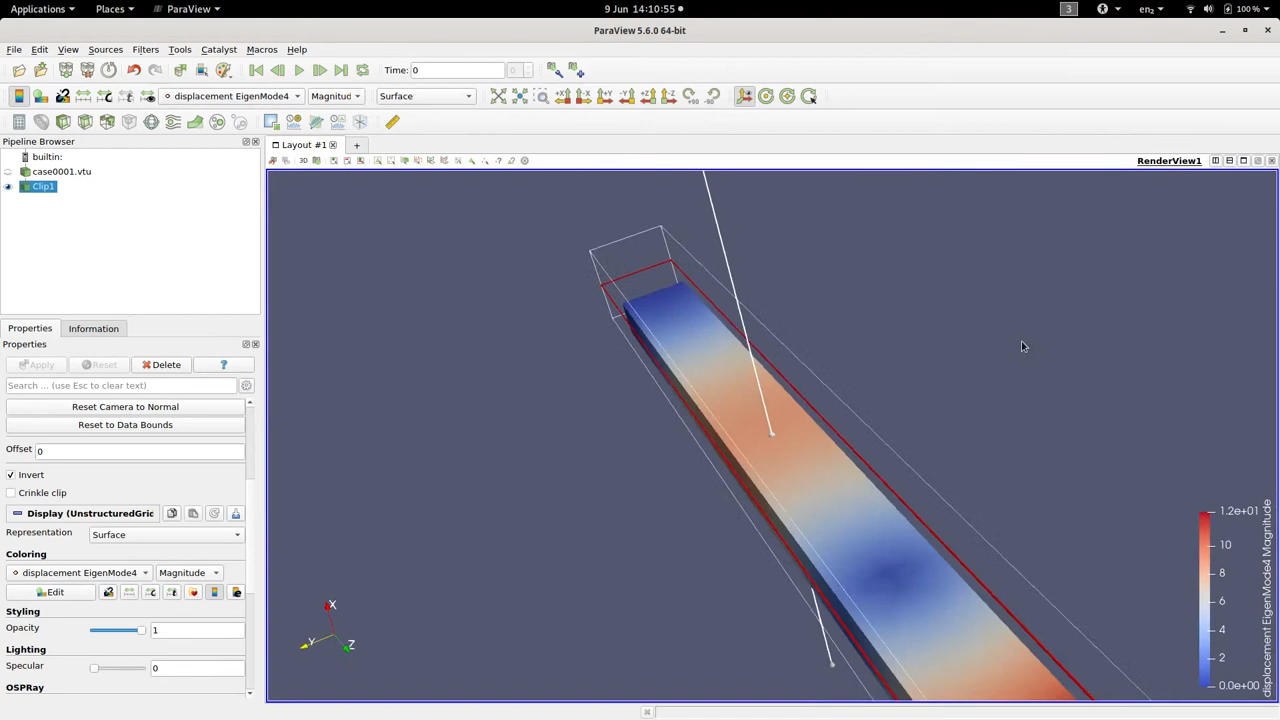 Applications Places ParaView 9 Jun 14:10:55 3 en₂ 100 %
ParaView 5.6.0 64-bit
File Edit View Sources Filters Tools Catalyst Macros Help
Time: 0 0
displacement EigenMode4 Magnitud Surface +X -X +Y -Y +Z -Z +90 -90
Pipeline Browser
Layout #1 +
builtin:
3D RenderView1
case0001.vtu
Clip1
Properties Information
Properties
Apply Reset Delete ?
Search ... (use Esc to clear text)
Reset Camera to Normal
Reset to Data Bounds
Offset 0
Invert
Crinkle clip
Display (UnstructuredGric
Representation Surface
Coloring
displacement EigenMode4 Magnitude
Edit
Styling
Opacity 1
Lighting
Specular 0
OSPRay
X
Y
Z
1.2e+01
10
8
6
4
2
0.0e+00
displacement EigenMode4 Magnitude